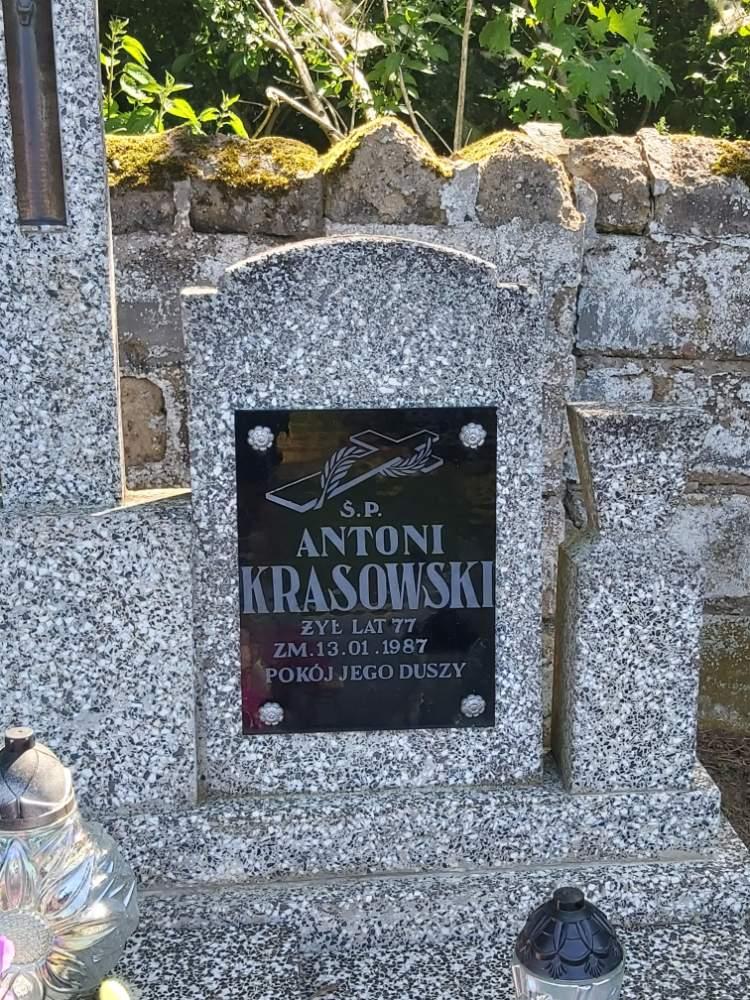 Ś.P.
ANTONI
KRASOWSKI
ŻYŁ LAT 77
ZM. 13.01.1987
POKÓJ JEGO DUSZY